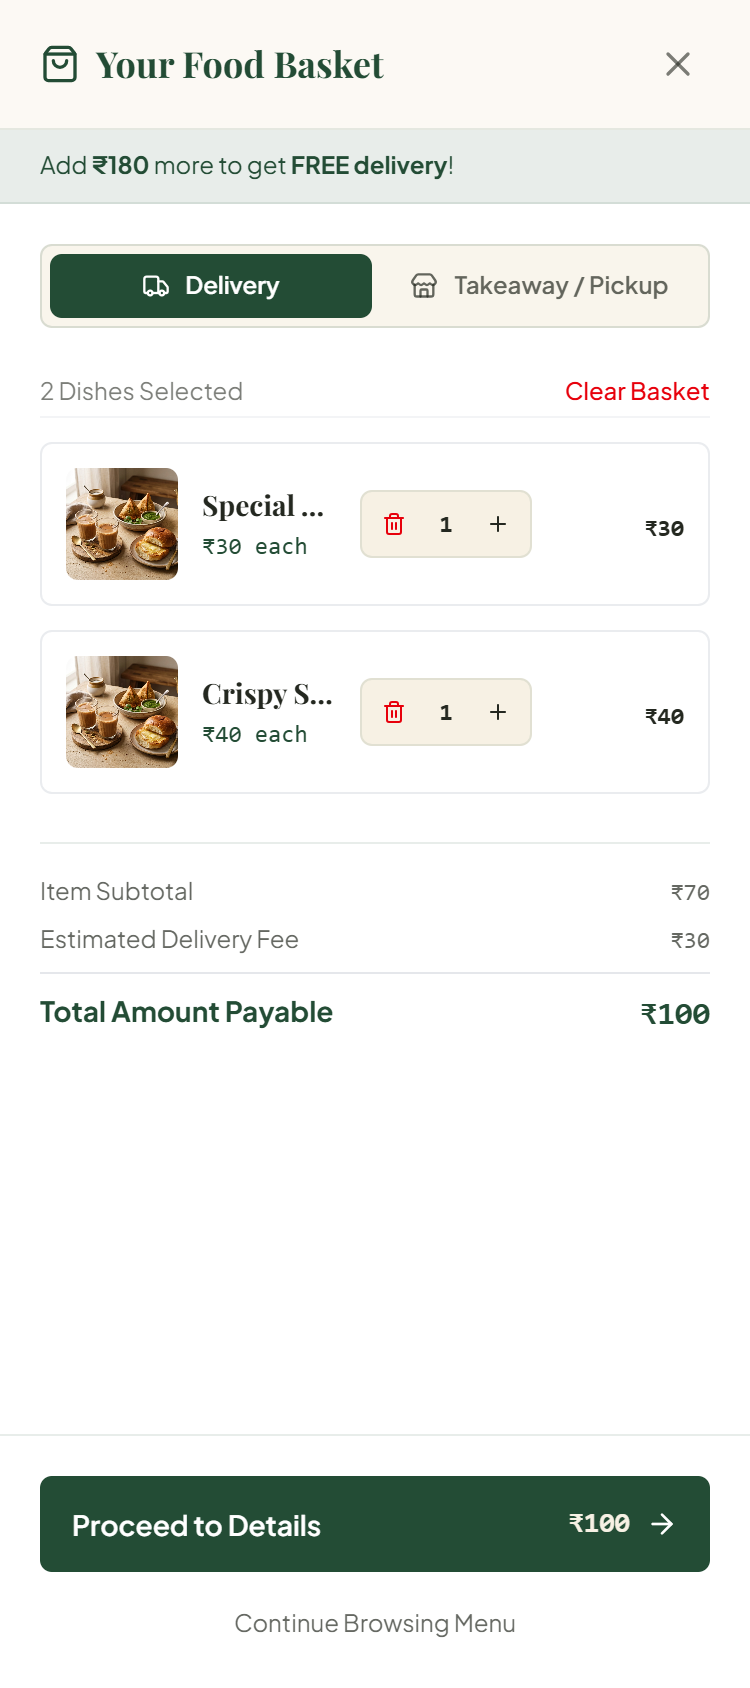 Your Food Basket
Add ₹180 more to get FREE delivery!
Delivery
Takeaway / Pickup
2 Dishes Selected
Clear Basket
Special ...
₹30 each
1
₹30
Crispy S...
₹40 each
1
₹40
Item Subtotal
₹70
Estimated Delivery Fee
₹30
Total Amount Payable
₹100
Proceed to Details
₹100
Continue Browsing Menu